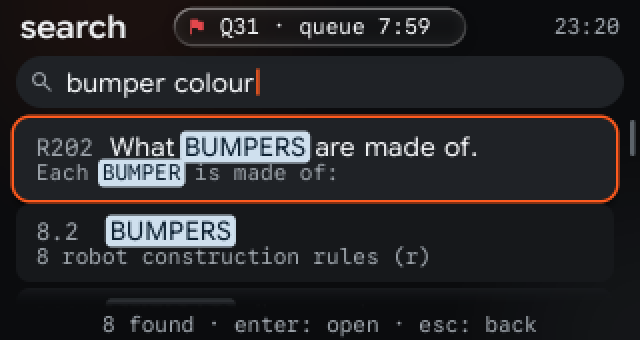 search
Q31 · queue 7:59
23:20
bumper colour
R202 What BUMPERS are made of.
Each BUMPER is made of:
8.2 BUMPERS
8 robot construction rules (r)
8 found · enter: open · esc: back